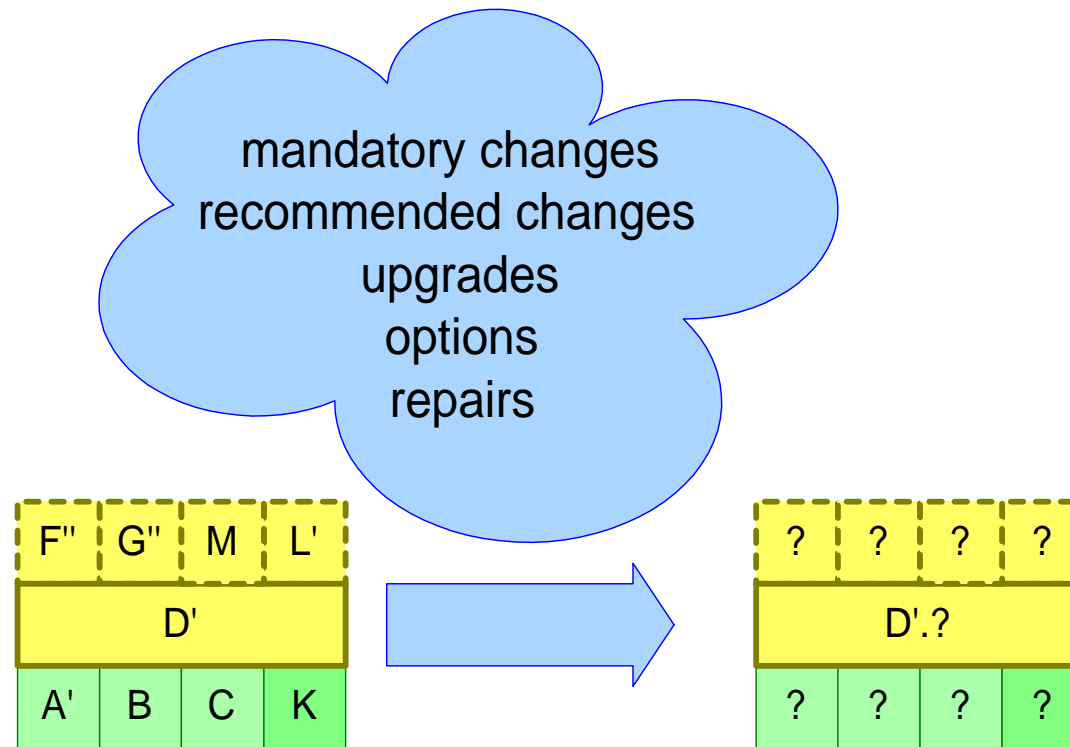 mandatory changes
recommended changes
upgrades
options
repairs
F" G" M L'
D'
A' B C K
? ? ? ?
D'.?
? ? ? ?